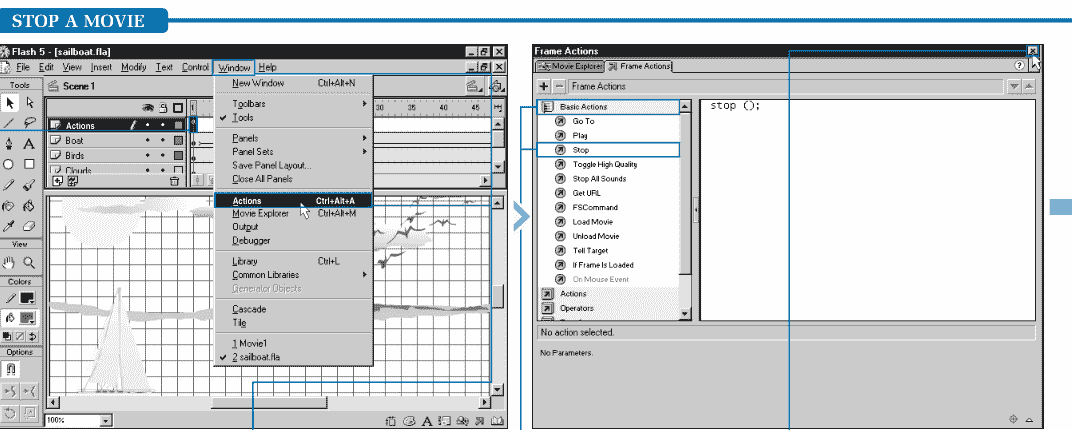 STOP A MOVIE
Flash 5 - [sailboat.fla]
File Edit View Insert Modify Text Control Window Help
Tools
Scene 1
1 30 35 40 45
Actions
Boat
Birds
Clouds
View
Colors
Options
100%
New Window Ctrl+Alt+N
Toolbars
Tools
Panels
Panel Sets
Save Panel Layout...
Close All Panels
Actions Ctrl+Alt+A
Movie Explorer Ctrl+Alt+M
Output
Debugger
Library Ctrl+L
Common Libraries
Generator Objects
Cascade
Tile
1 Movie1
2 sailboat.fla
Frame Actions
Movie Explorer Frame Actions
Frame Actions
Basic Actions
Go To
Play
Stop
Toggle High Quality
Stop All Sounds
Get URL
FSCommand
Load Movie
Unload Movie
Tell Target
If Frame Is Loaded
On Mouse Event
Actions
Operators
stop ();
No action selected.
No Parameters.